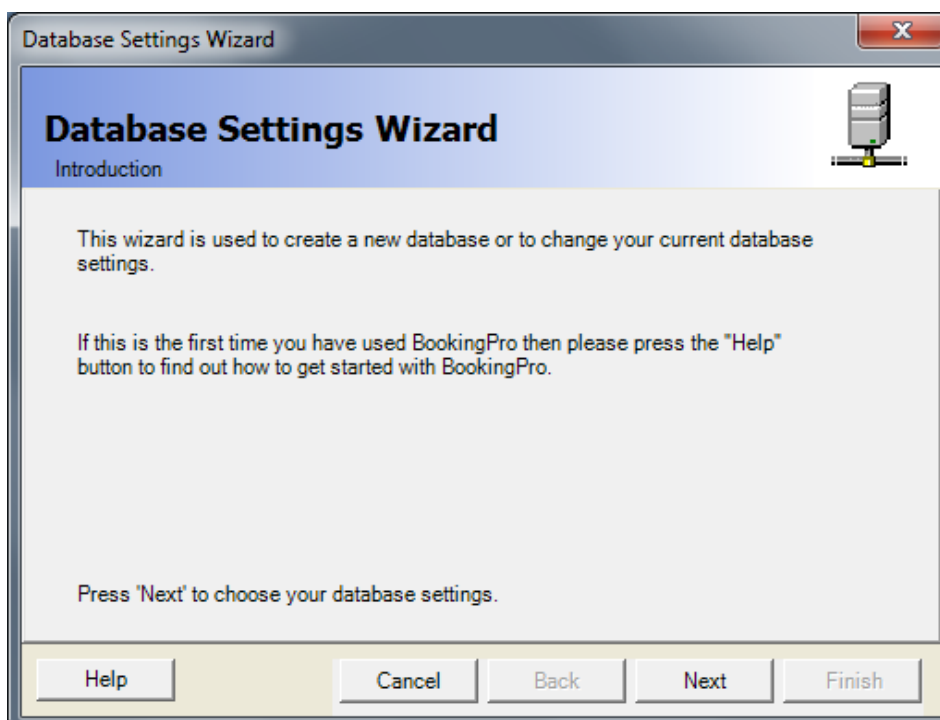 Database Settings Wizard
Database Settings Wizard
Introduction
This wizard is used to create a new database or to change your current database
settings.
If this is the first time you have used BookingPro then please press the "Help"
button to find out how to get started with BookingPro.
Press 'Next' to choose your database settings.
Help Cancel Back Next Finish